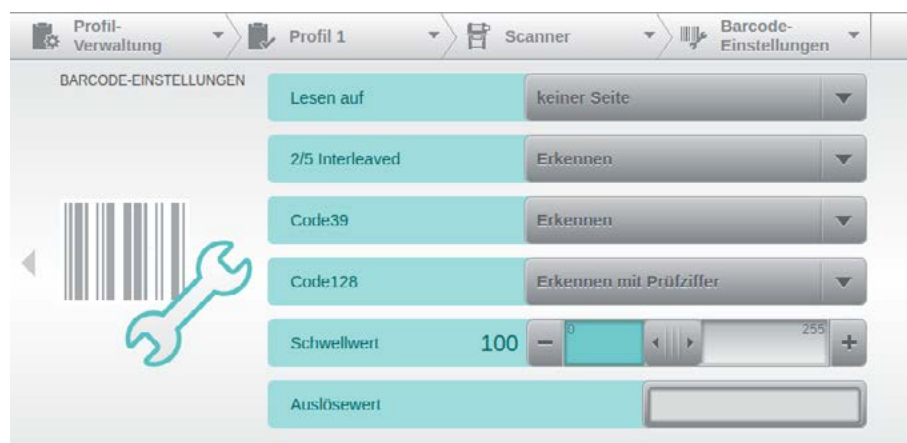 Profil-
Verwaltung
Profil 1
Scanner
Barcode-
Einstellungen
BARCODE-EINSTELLUNGEN
Lesen auf keiner Seite
2/5 Interleaved Erkennen
Code39 Erkennen
Code128 Erkennen mit Prüfziffer
Schwellwert 100 − 0 255 +
Auslösewert